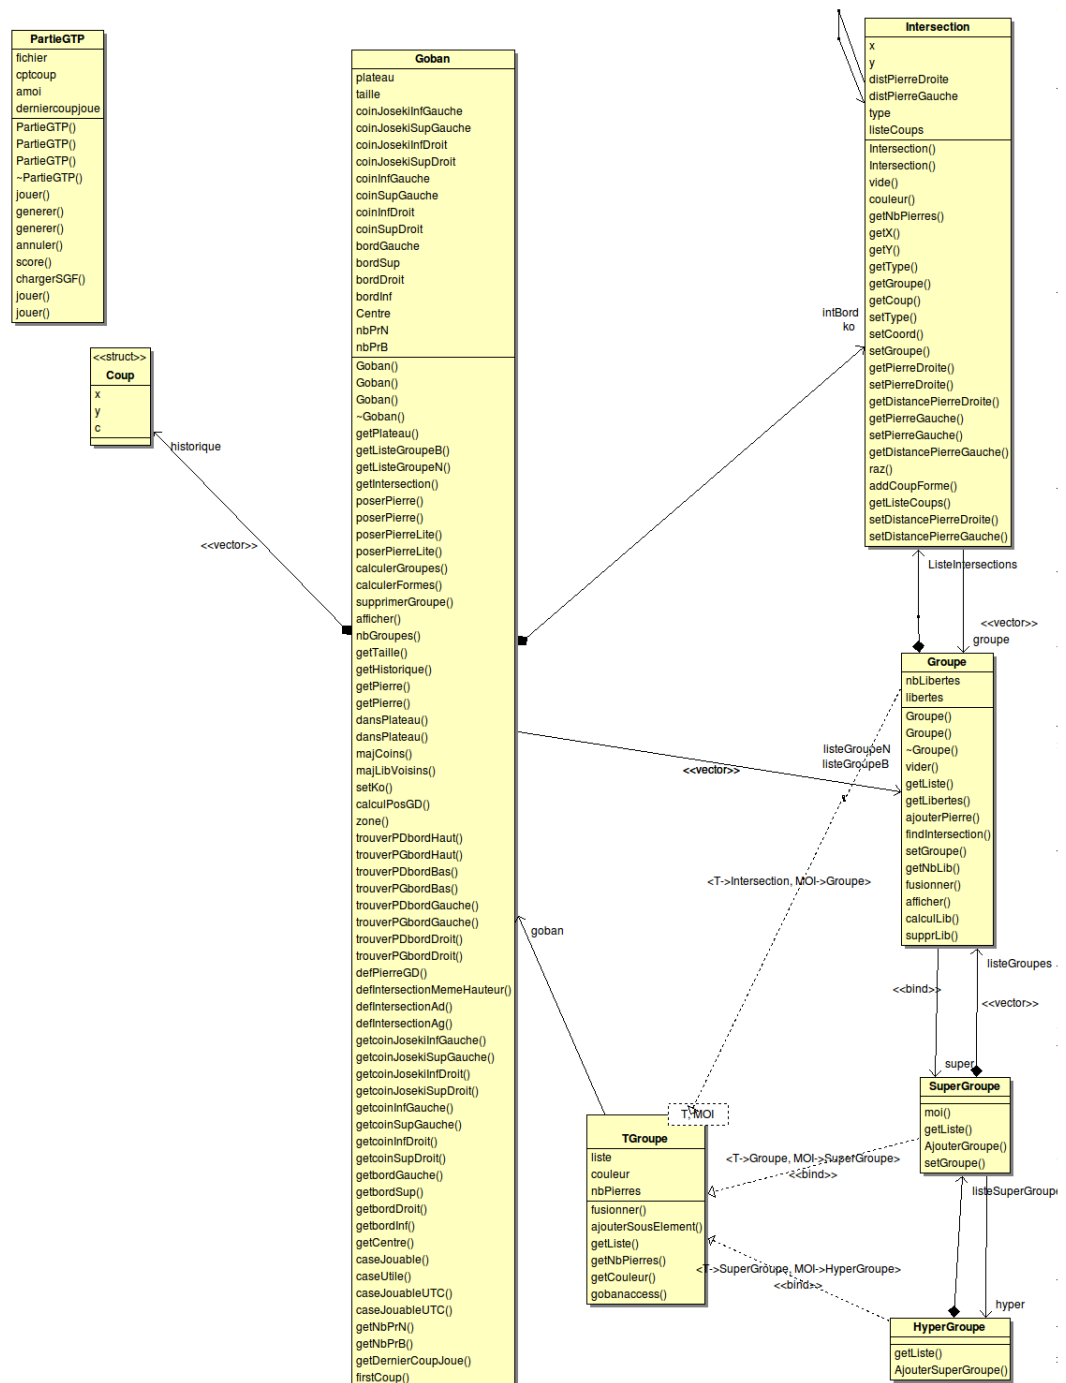 PartieGTP
fichier
cptcoup
amoi
derniercoupjoue
PartieGTP()
PartieGTP()
PartieGTP()
~PartieGTP()
jouer()
generer()
generer()
annuler()
score()
chargerSGF()
jouer()
jouer()
<<struct>>
Coup
x
y
c
historique
<<vector>>
Goban
plateau
taille
coinJosekiInfGauche
coinJosekiSupGauche
coinJosekiInfDroit
coinJosekiSupDroit
coinInfGauche
coinSupGauche
coinInfDroit
coinSupDroit
bordGauche
bordSup
bordDroit
bordInf
Centre
nbPrN
nbPrB
Goban()
Goban()
Goban()
~Goban()
getPlateau()
getListeGroupeB()
getListeGroupeN()
getIntersection()
poserPierre()
poserPierre()
poserPierreLite()
poserPierreLite()
calculerGroupes()
calculerFormes()
supprimerGroupe()
afficher()
nbGroupes()
getTaille()
getHistorique()
getPierre()
getPierre()
dansPlateau()
dansPlateau()
majCoins()
majLibVoisins()
setKo()
calculPosGD()
zone()
trouverPDbordHaut()
trouverPGbordHaut()
trouverPDbordBas()
trouverPGbordBas()
trouverPDbordGauche()
trouverPGbordGauche()
trouverPDbordDroit()
trouverPGbordDroit()
defPierreGD()
defIntersectionMemeHauteur()
defIntersectionAd()
defIntersectionAg()
getcoinJosekiInfGauche()
getcoinJosekiSupGauche()
getcoinJosekiInfDroit()
getcoinJosekiSupDroit()
getcoinInfGauche()
getcoinSupGauche()
getcoinInfDroit()
getcoinSupDroit()
getbordGauche()
getbordSup()
getbordDroit()
getbordInf()
getCentre()
caseJouable()
caseUtile()
caseJouableUTC()
caseJouableUTC()
getNbPrN()
getNbPrB()
getDernierCoupJoue()
firstCoup()
Intersection
x
y
distPierreDroite
distPierreGauche
type
listeCoups
Intersection()
Intersection()
vide()
couleur()
getNbPierres()
getX()
getY()
getType()
getGroupe()
getCoup()
setType()
setCoord()
setGroupe()
getPierreDroite()
setPierreDroite()
getDistancePierreDroite()
getPierreGauche()
setPierreGauche()
getDistancePierreGauche()
raz()
addCoupForme()
getListeCoups()
setDistancePierreDroite()
setDistancePierreGauche()
intBord
ko
ListeIntersections
<<vector>>
groupe
Groupe
nbLibertes
libertes
Groupe()
Groupe()
~Groupe()
vider()
getListe()
getLibertes()
ajouterPierre()
findIntersection()
setGroupe()
getNbLib()
fusionner()
afficher()
calculLib()
supprLib()
listeGroupeN
listeGroupeB
<<vector>>
<T->Intersection, MOI->Groupe>
goban
listeGroupes
<<bind>>
<<vector>>
super
SuperGroupe
moi()
getListe()
AjouterGroupe()
setGroupe()
T, MOI
TGroupe
liste
couleur
nbPierres
fusionner()
ajouterSousElement()
getListe()
getNbPierres()
getCouleur()
gobanaccess()
<T->Groupe, MOI->SuperGroupe>
<<bind>>
listeSuperGroupe
<T->SuperGroupe, MOI->HyperGroupe>
<<bind>>
hyper
HyperGroupe
getListe()
AjouterSuperGroupe()